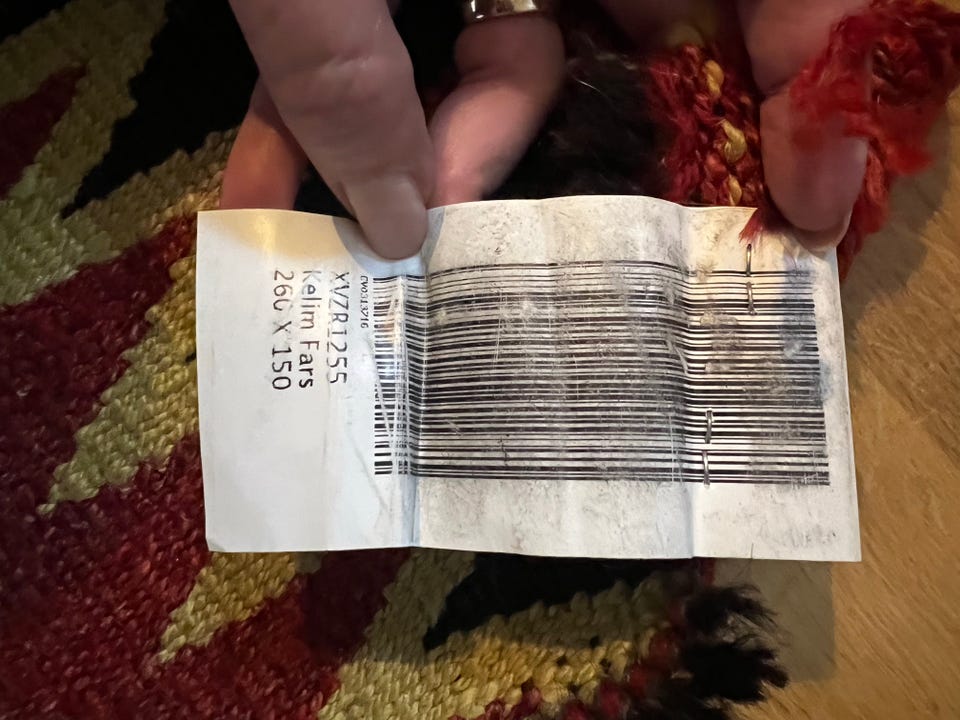 XVZR1255
Kelim Fars
260 X 150